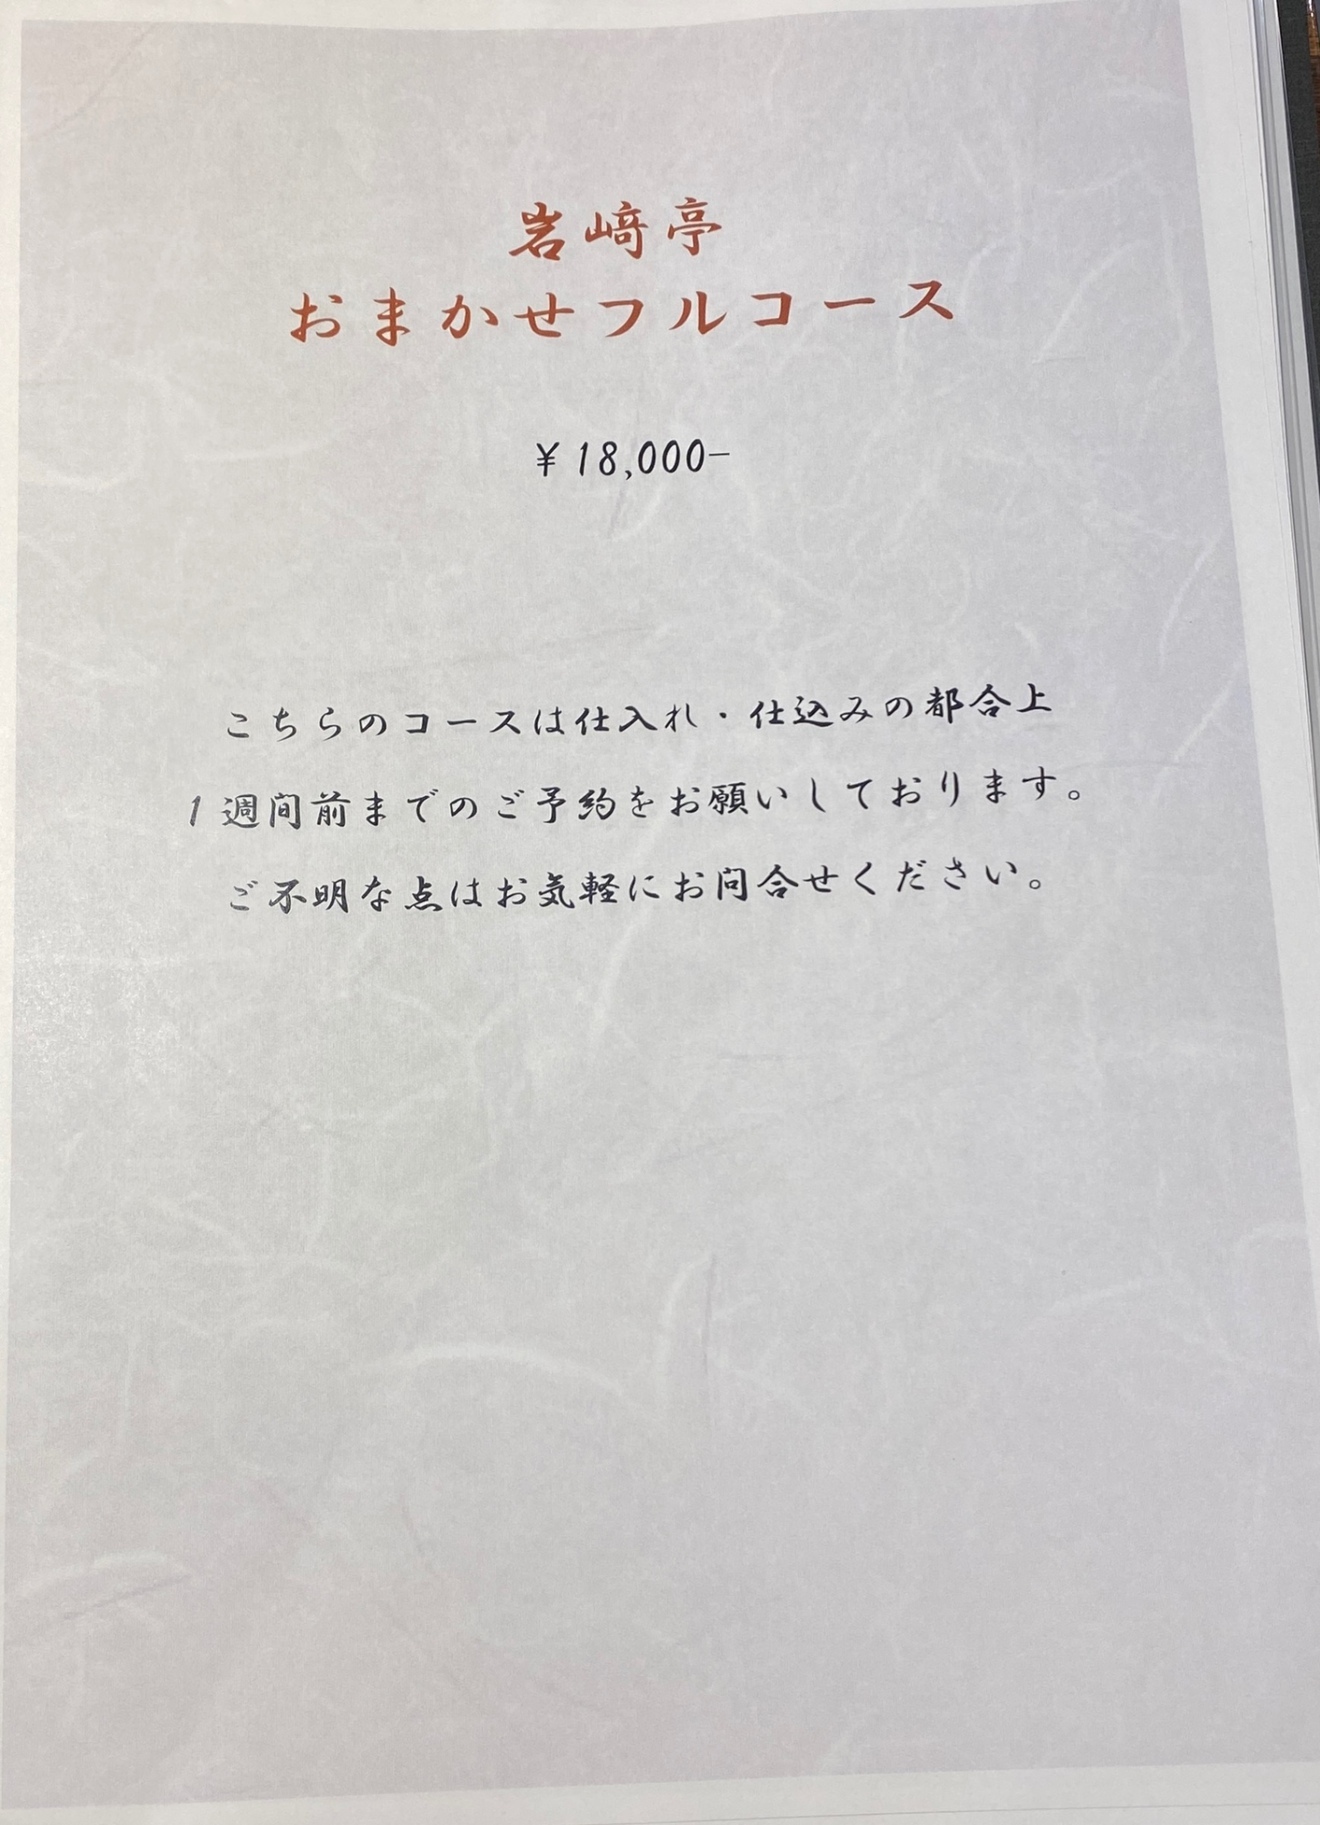 岩﨑亭
おまかせフルコース
¥18,000−
こちらのコースは仕入れ・仕込みの都合上
1週間前までのご予約をお願いしております。
ご不明な点はお気軽にお問合せください。